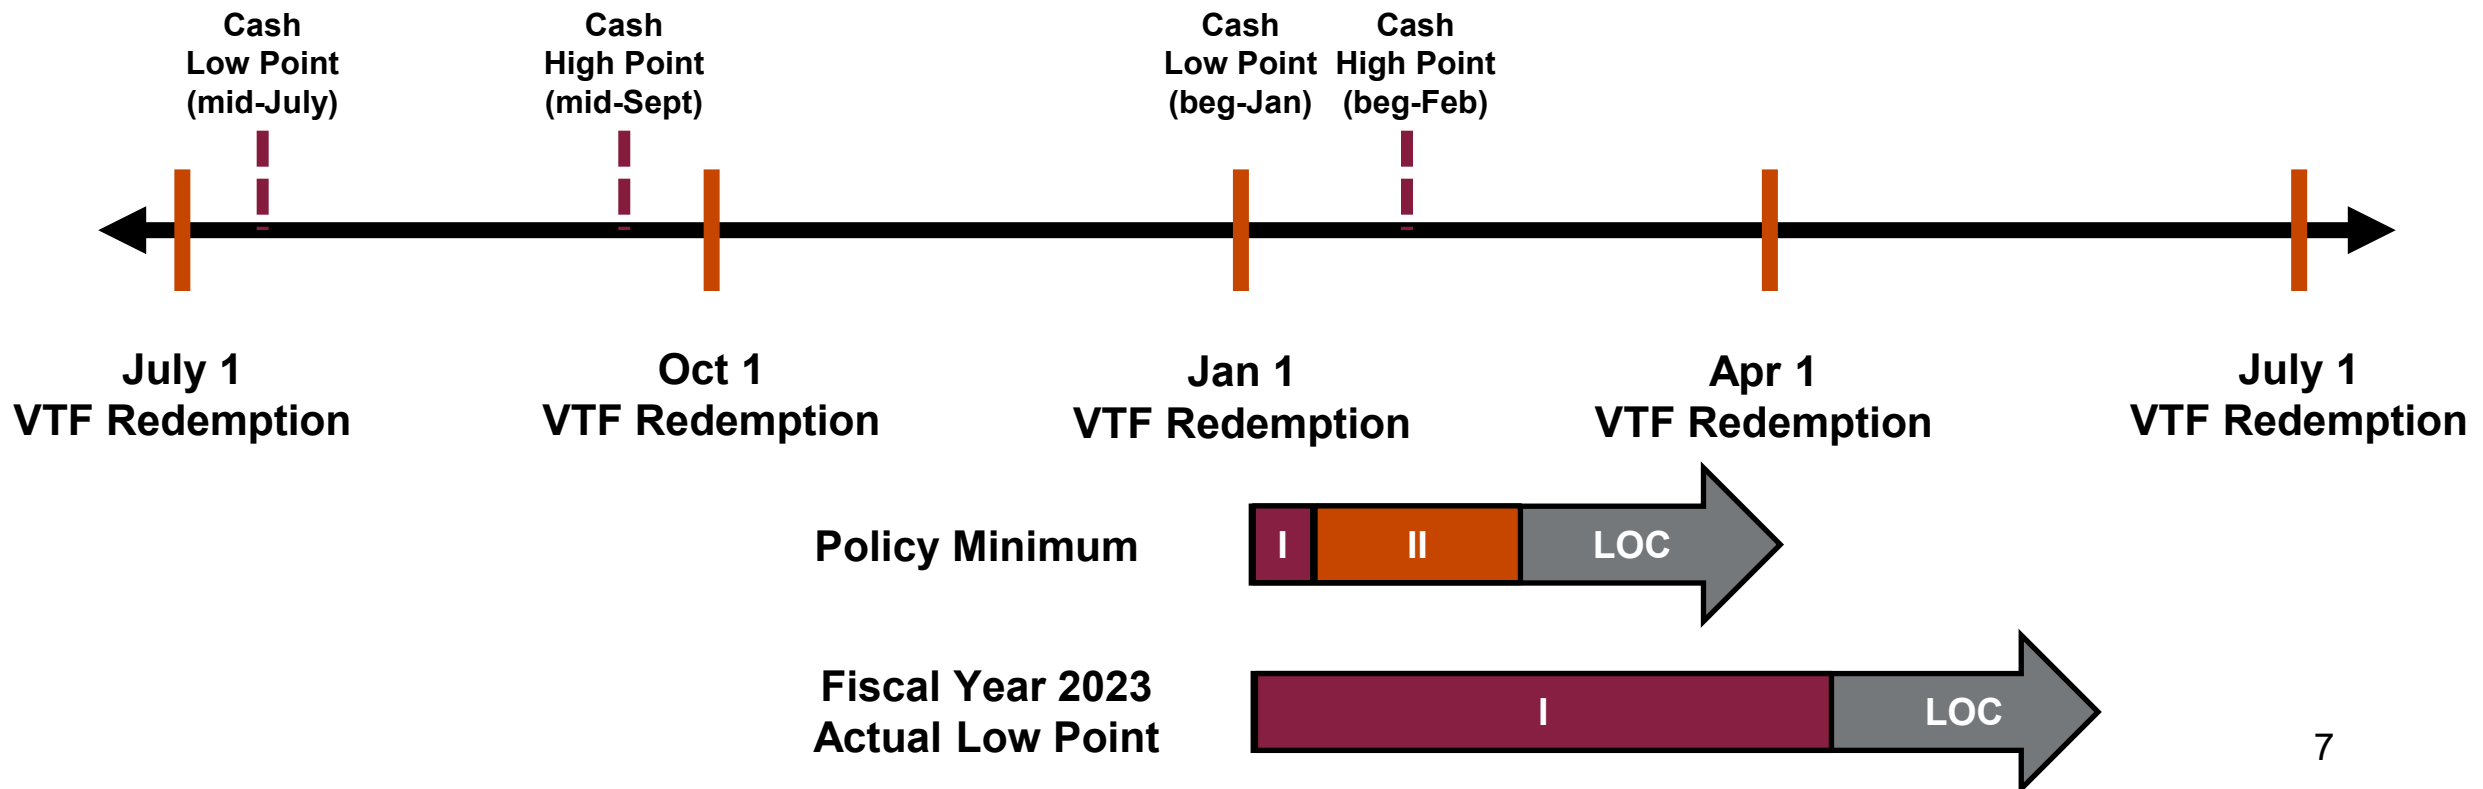 Cash
Low Point
(mid-July)
Cash
High Point
(mid-Sept)
Cash
Low Point
(beg-Jan)
Cash
High Point
(beg-Feb)
July 1
VTF Redemption
Oct 1
VTF Redemption
Jan 1
VTF Redemption
Apr 1
VTF Redemption
July 1
VTF Redemption
Policy Minimum
I
II
LOC
Fiscal Year 2023
Actual Low Point
I
LOC
7